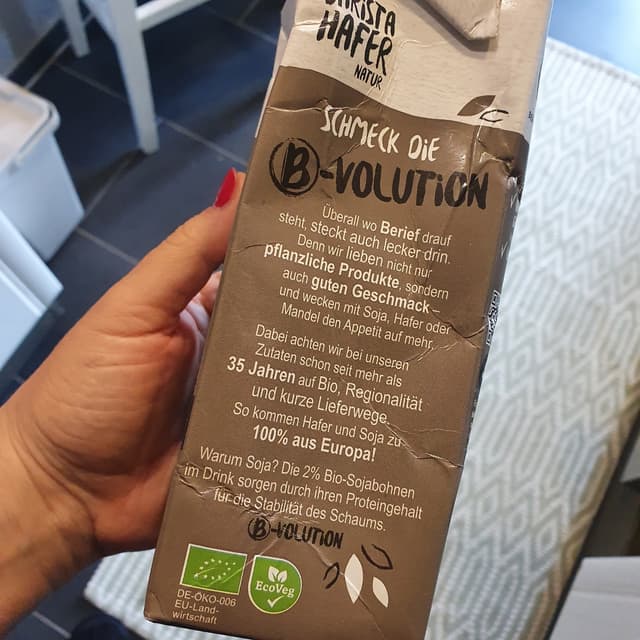 BARISTA
HAFER
NATUR
SCHMECK DiE
B-VOLUTiON
Überall wo Berief drauf
steht, steckt auch lecker drin.
Denn wir lieben nicht nur
pflanzliche Produkte, sondern
auch guten Geschmack
und wecken mit Soja, Hafer oder
Mandel den Appetit auf mehr.
Dabei achten wir bei unseren
Zutaten schon seit mehr als
35 Jahren auf Bio, Regionalität
und kurze Lieferwege.
So kommen Hafer und Soja zu
100% aus Europa!
Warum Soja? Die 2% Bio-Sojabohnen
im Drink sorgen durch ihren Proteingehalt
für die Stabilität des Schaums.
B-VOLUTiON
EcoVeg
DE-ÖKO-006
EU-Land-
wirtschaft